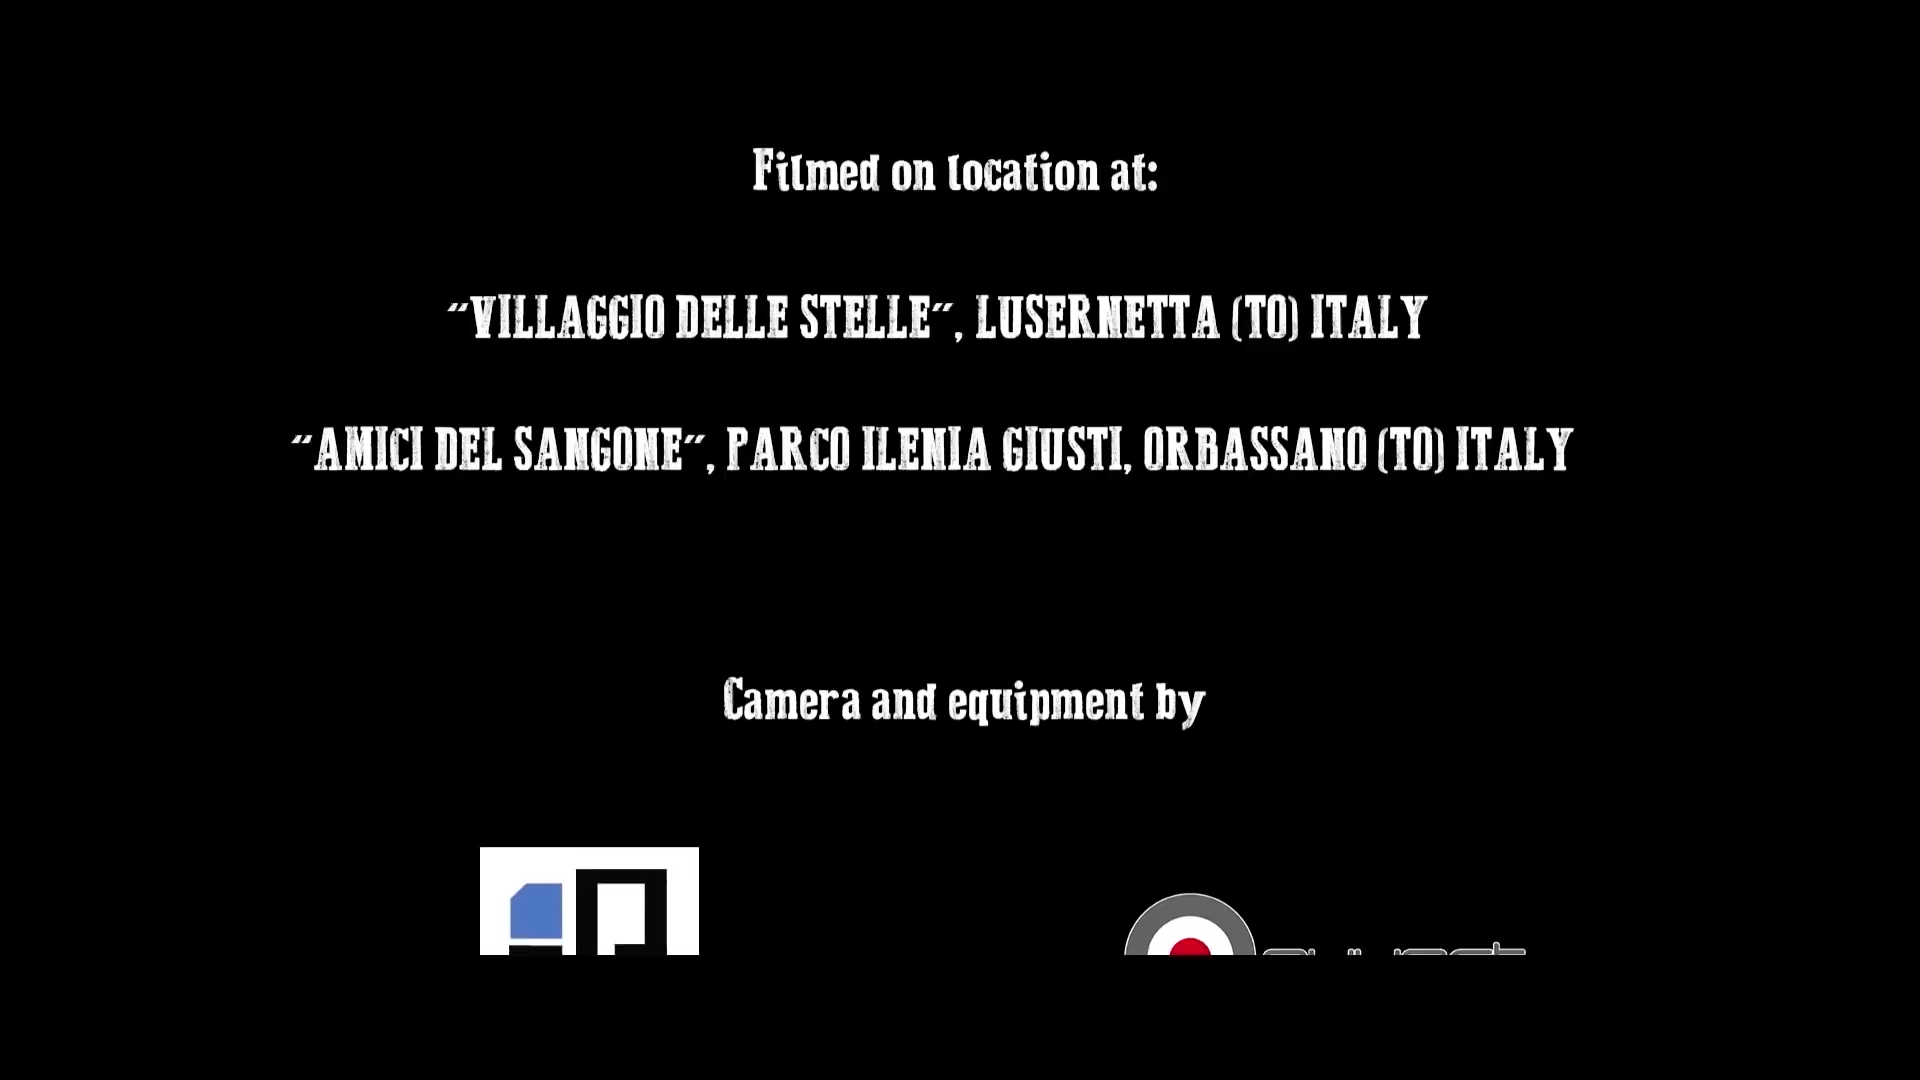 Filmed on location at:
"VILLAGGIO DELLE STELLE", LUSERNETTA (TO) ITALY
"AMICI DEL SANGONE", PARCO ILENIA GIUSTI, ORBASSANO (TO) ITALY
Camera and equipment by